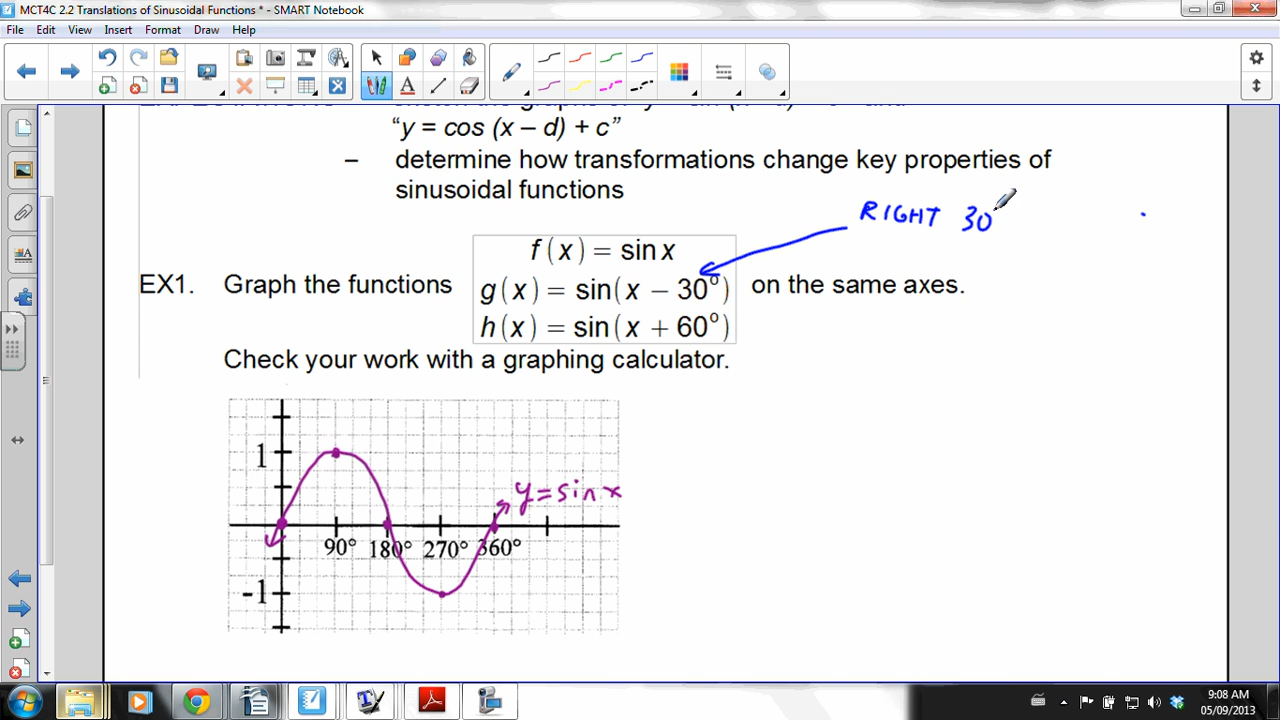 MCT4C 2.2 Translations of Sinusoidal Functions * - SMART Notebook
File Edit View Insert Format Draw Help
“y = cos (x – d) + c”
– determine how transformations change key properties of
sinusoidal functions
RIGHT 30
f(x) = sin x
EX1. Graph the functions g(x) = sin(x − 30°) on the same axes.
h(x) = sin(x + 60°)
Check your work with a graphing calculator.
1
y = sin x
90° 180° 270° 360°
-1
9:08 AM
05/09/2013